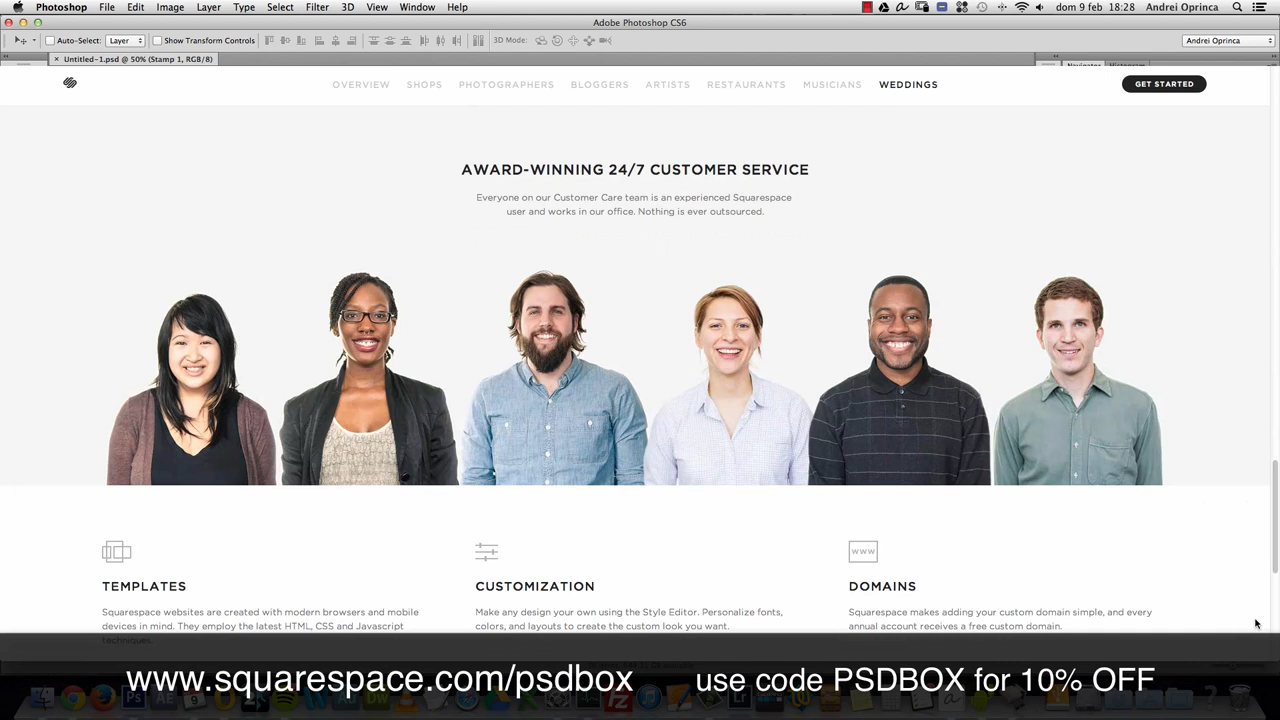 Photoshop File Edit Image Layer Type Select Filter 3D View Window Help dom 9 feb 18:28 Andrei Oprinca
Adobe Photoshop CS6
Auto-Select: Layer Show Transform Controls 3D Mode: Andrei Oprinca
× Untitled-1.psd @ 50% (Stamp 1, RGB/8) Navigator Histogram
OVERVIEW SHOPS PHOTOGRAPHERS BLOGGERS ARTISTS RESTAURANTS MUSICIANS WEDDINGS GET STARTED
AWARD-WINNING 24/7 CUSTOMER SERVICE
Everyone on our Customer Care team is an experienced Squarespace
user and works in our office. Nothing is ever outsourced.
WWW
TEMPLATES CUSTOMIZATION DOMAINS
Squarespace websites are created with modern browsers and mobile
devices in mind. They employ the latest HTML, CSS and Javascript
techniques.
Make any design your own using the Style Editor. Personalize fonts,
colors, and layouts to create the custom look you want.
Squarespace makes adding your custom domain simple, and every
annual account receives a free custom domain.
www.squarespace.com/psdbox use code PSDBOX for 10% OFF